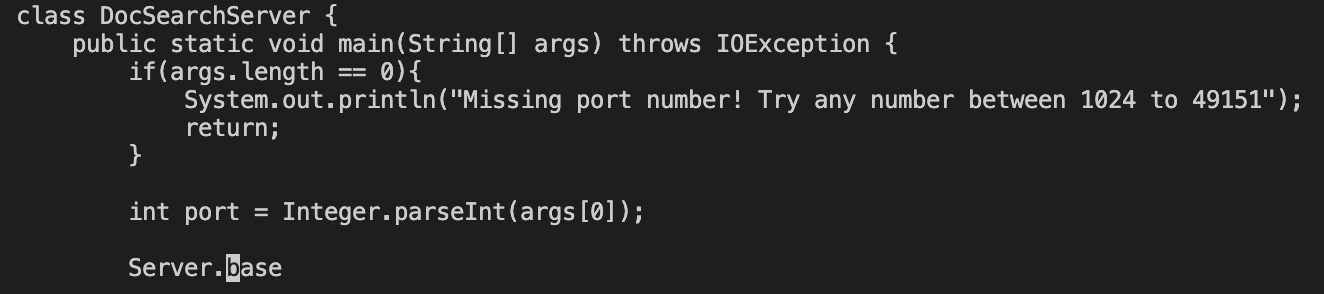 class DocSearchServer {
    public static void main(String[] args) throws IOException {
        if(args.length == 0){
            System.out.println("Missing port number! Try any number between 1024 to 49151");
            return;
        }

        int port = Integer.parseInt(args[0]);

        Server.base